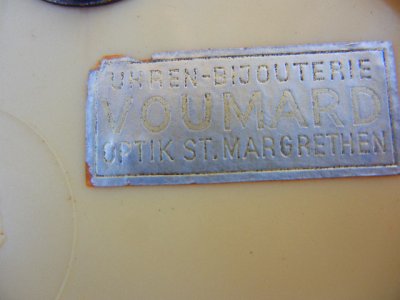 UHREN-BIJOUTERIE
VOUMARD
OPTIK ST. MARGRETHEN